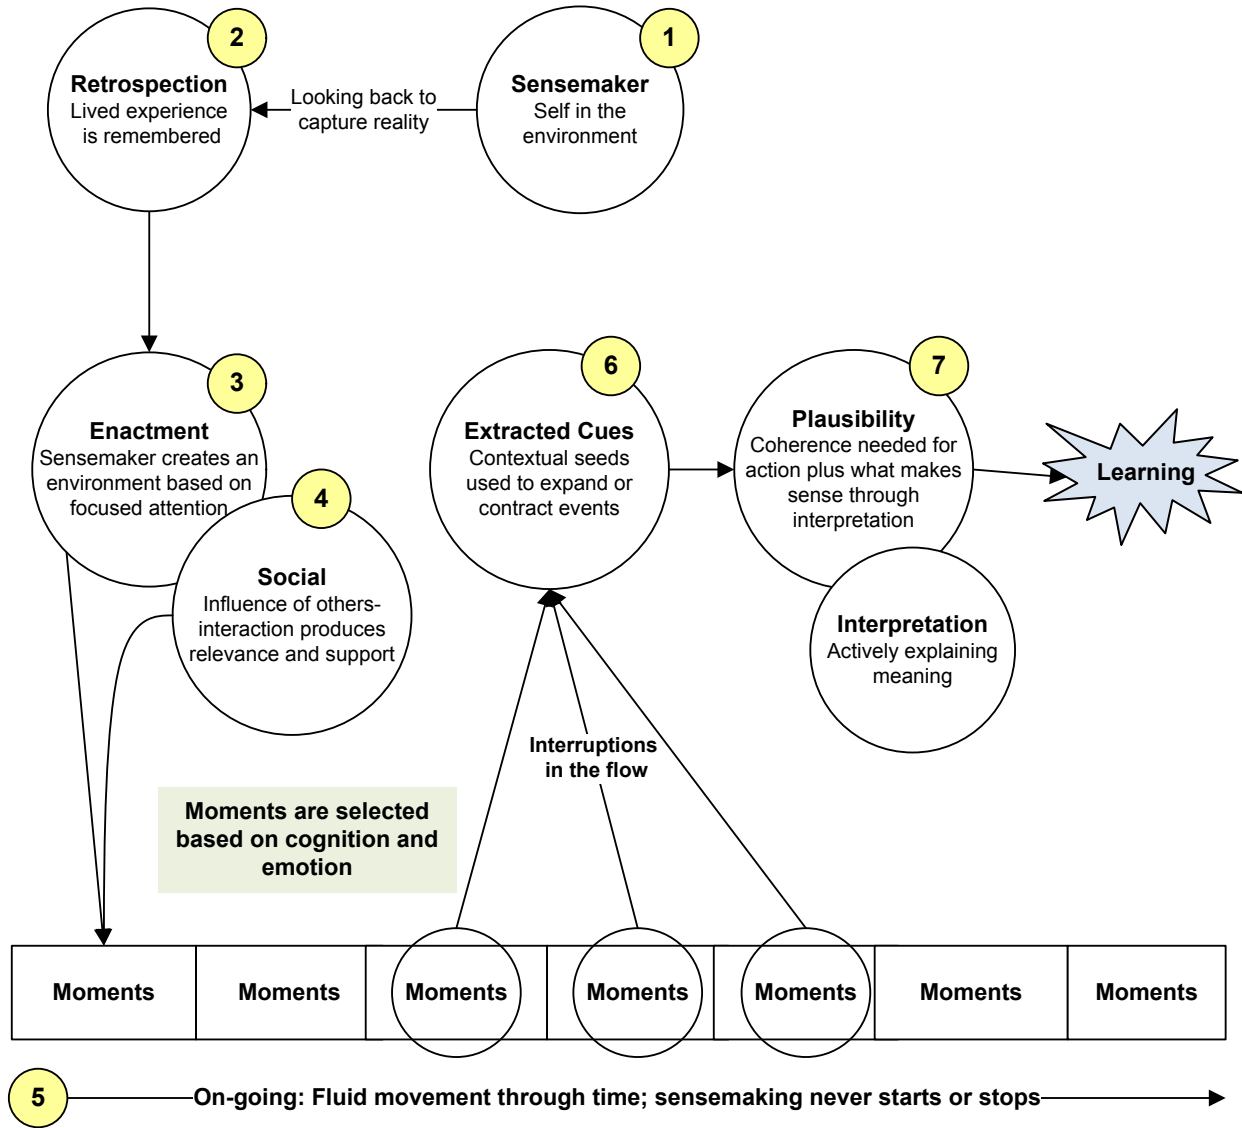 2
Retrospection
Lived experience
is remembered
Looking back to
capture reality
1
Sensemaker
Self in the
environment
3
Enactment
Sensemaker creates an
environment based on
focused attention
4
Social
Influence of others-
interaction produces
relevance and support
6
Extracted Cues
Contextual seeds
used to expand or
contract events
7
Plausibility
Coherence needed for
action plus what makes
sense through
interpretation
Learning
Interpretation
Actively explaining
meaning
Interruptions
in the flow
Moments are selected
based on cognition and
emotion
Moments
Moments
Moments
Moments
Moments
Moments
Moments
5
On-going: Fluid movement through time; sensemaking never starts or stops